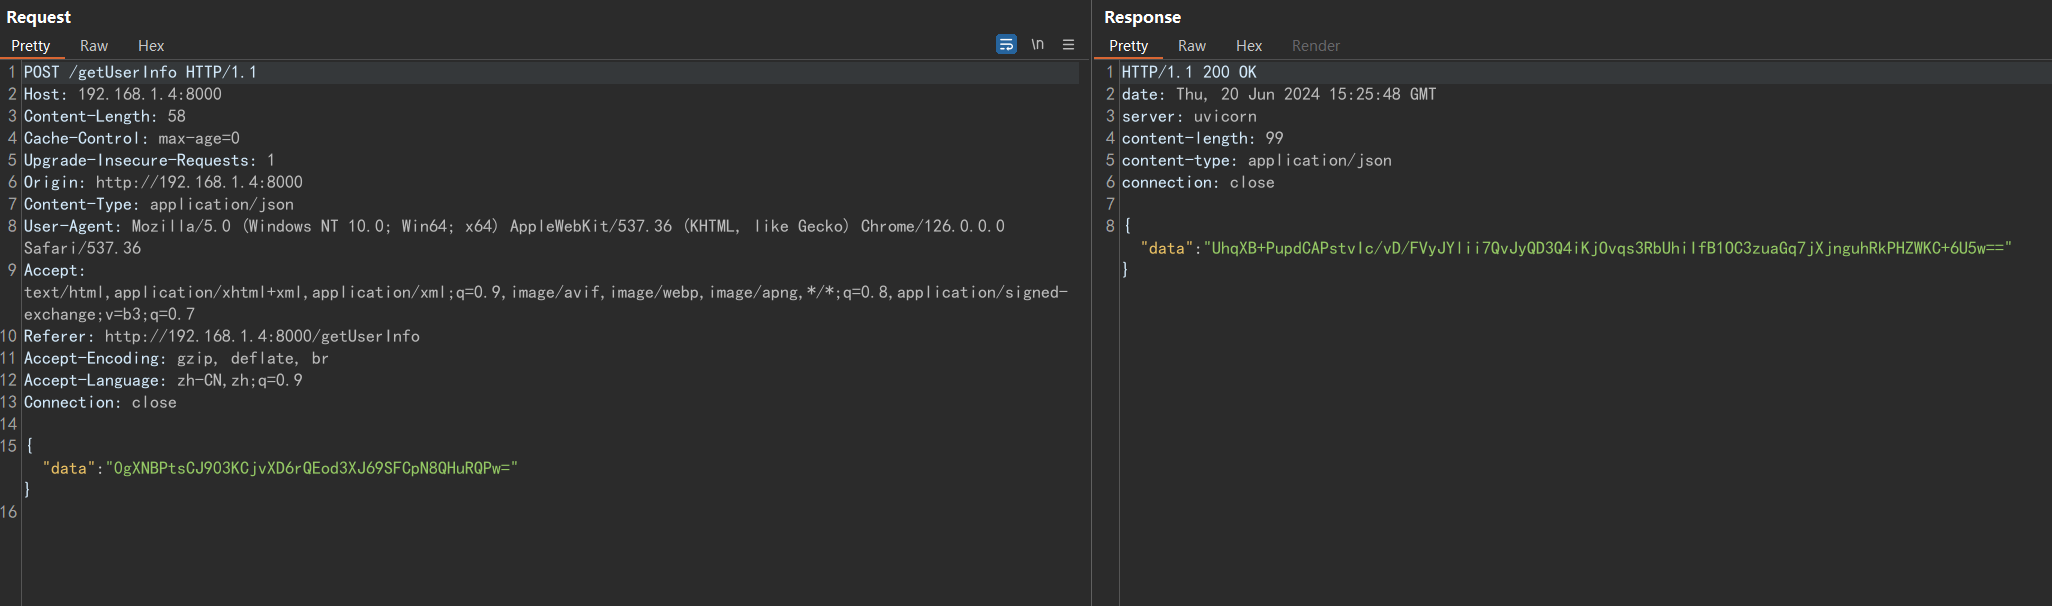 Request
Pretty Raw Hex
\n
1 POST /getUserInfo HTTP/1.1
2 Host: 192.168.1.4:8000
3 Content-Length: 58
4 Cache-Control: max-age=0
5 Upgrade-Insecure-Requests: 1
6 Origin: http://192.168.1.4:8000
7 Content-Type: application/json
8 User-Agent: Mozilla/5.0 (Windows NT 10.0; Win64; x64) AppleWebKit/537.36 (KHTML, like Gecko) Chrome/126.0.0.0
Safari/537.36
9 Accept:
text/html,application/xhtml+xml,application/xml;q=0.9,image/avif,image/webp,image/apng,*/*;q=0.8,application/signed-
exchange;v=b3;q=0.7
10 Referer: http://192.168.1.4:8000/getUserInfo
11 Accept-Encoding: gzip, deflate, br
12 Accept-Language: zh-CN,zh;q=0.9
13 Connection: close
14
15 {
"data":"OgXNBPtsCJ9O3KCjvXD6rQEod3XJ69SFCpN8QHuRQPw="
}
16
Response
Pretty Raw Hex Render
1 HTTP/1.1 200 OK
2 date: Thu, 20 Jun 2024 15:25:48 GMT
3 server: uvicorn
4 content-length: 99
5 content-type: application/json
6 connection: close
7
8 {
"data":"UhqXB+PupdCAPstvIc/vD/FVyJYIii7QvJyQD3Q4iKjOvqs3RbUhiIfB1OC3zuaGq7jXjnguhRkPHZWKC+6U5w=="
}